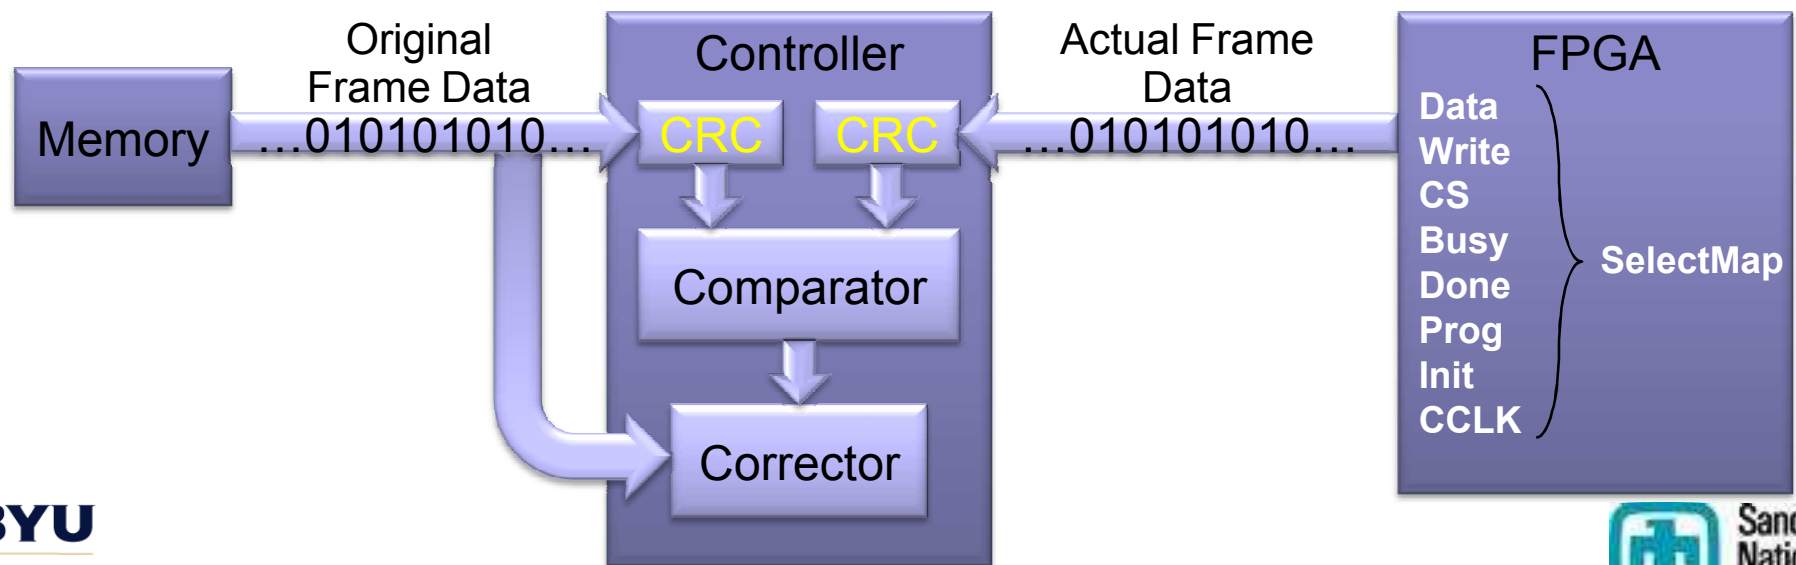 Original
Frame Data
Controller
Actual Frame
Data
FPGA
Memory
…010101010…
CRC
CRC
…010101010…
Data
Write
CS
Busy
Done
Prog
Init
CCLK
SelectMap
Comparator
Corrector
BYU